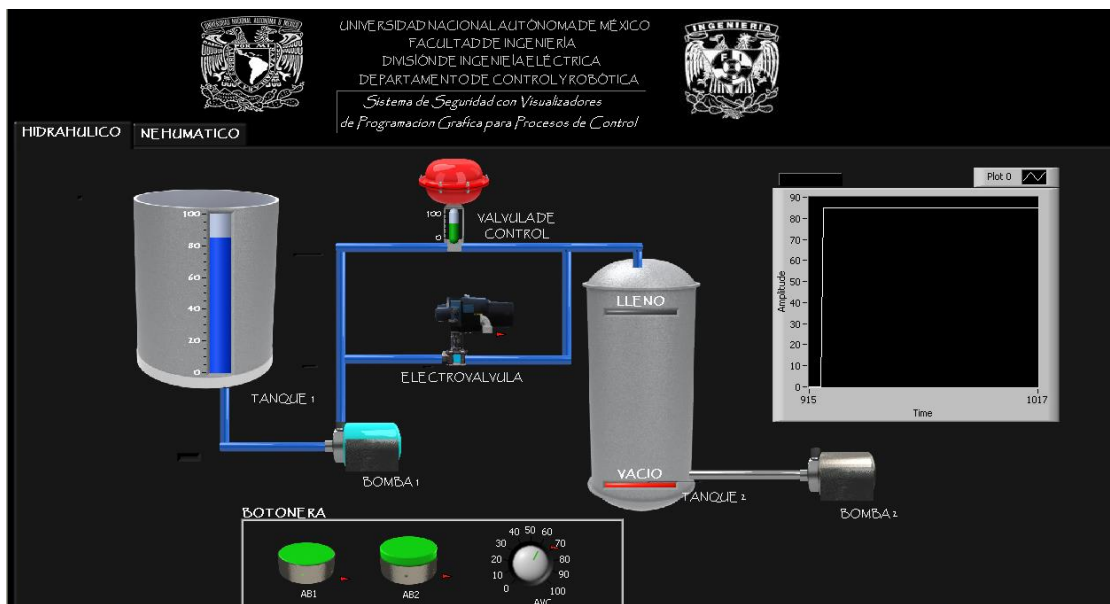 UNIVERSIDAD NACIONAL AUTÓNOMA DE MÉXICO
FACULTAD DE INGENIERÍA
DIVISIÓN DE INGENIEÍA ELÉCTRICA
DEPARTAMENTO DE CONTROL Y ROBÓTICA
Sistema de Seguridad con Visualizadores
de Programacion Grafica para Procesos de Control
INGENIERIA
HIDRAHULICO
NEHUMATICO
100
80
60
40
20
0
TANQUE 1
100
0
VALVULA DE
CONTROL
ELECTROVALVULA
BOMBA 1
LLENO
VACIO
TANQUE 2
BOMBA 2
Plot 0
Amplitude
90
80
70
60
50
40
30
20
10
0
915
1017
Time
BOTONERA
AB1
AB2
0
10
20
30
40
50
60
70
80
90
100
AVC